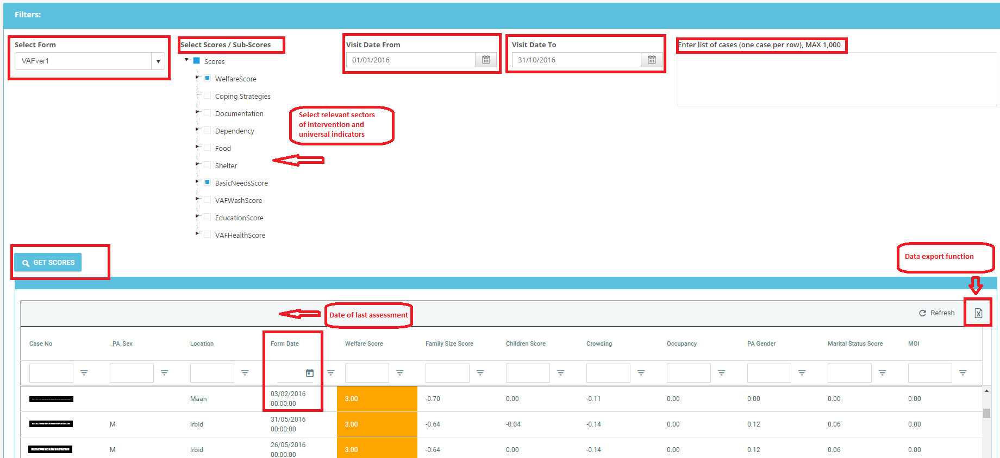 Filters:
Select Form
VAFver1
Select Scores / Sub-Scores
Scores
WelfareScore
Coping Strategies
Documentation
Dependency
Food
Shelter
BasicNeedsScore
VAFWashScore
EducationScore
VAFHealthScore
Select relevant sectors
of intervention and
universal indicators
Visit Date From
01/01/2016
Visit Date To
31/10/2016
Enter list of cases (one case per row), MAX 1,000
GET SCORES
Data export function
Date of last assessment
Refresh
Case No _PA_Sex Location Form Date Welfare Score Family Size Score Children Score Crowding Occupancy PA Gender Marital Status Score MOI
Maan 03/02/2016 00:00:00 3.00 -0.70 0.00 -0.11 0.00 0.00 0.00 0.00
M Irbid 31/05/2016 00:00:00 3.00 -0.64 -0.04 -0.14 0.00 0.12 0.06 0.00
M Irbid 26/05/2016 00:00:00 3.00 -0.64 0.00 -0.14 0.00 0.12 0.06 0.00